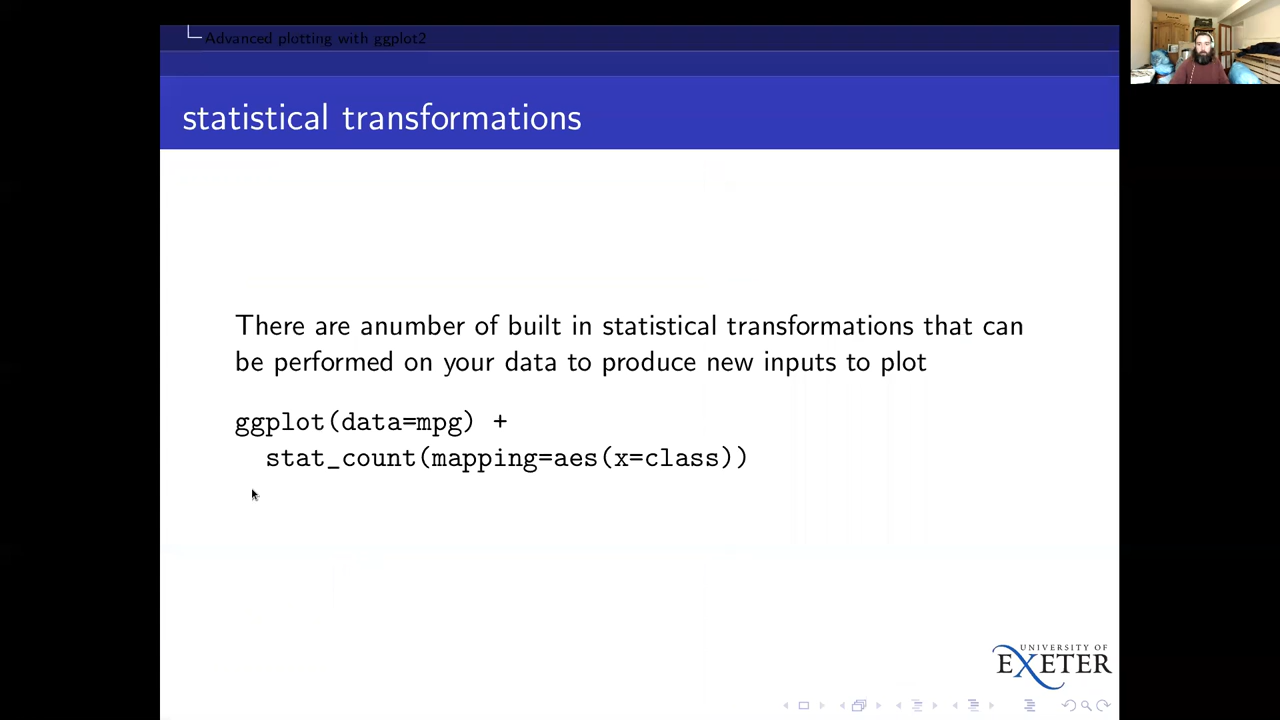 Advanced plotting with ggplot2
statistical transformations
There are anumber of built in statistical transformations that can
be performed on your data to produce new inputs to plot
ggplot(data=mpg) +
stat_count(mapping=aes(x=class))
UNIVERSITY OF
EXETER